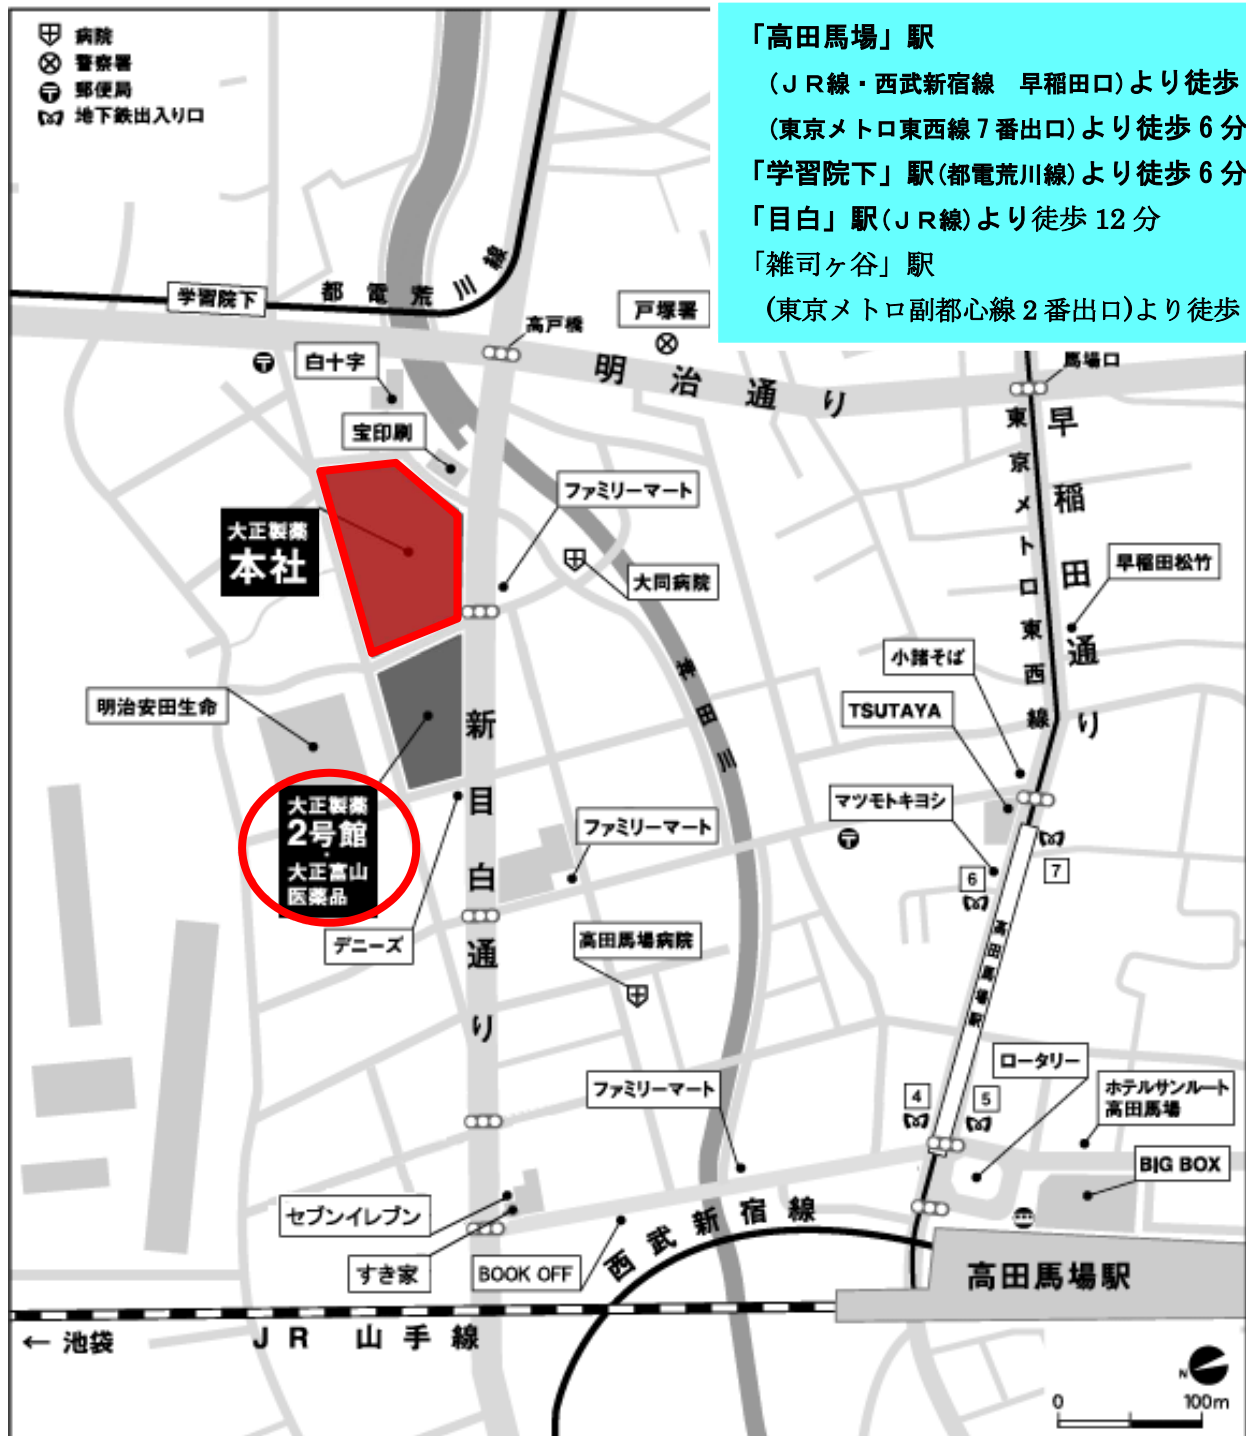 病院
警察署
郵便局
地下鉄出入り口
「高田馬場」駅
(JR線・西武新宿線 早稲田口)より徒歩
(東京メトロ東西線7番出口)より徒歩6分
「学習院下」駅(都電荒川線)より徒歩6分
「目白」駅(JR線)より徒歩12分
「雑司ヶ谷」駅
(東京メトロ副都心線2番出口)より徒歩
学習院下
都電荒川線
高戸橋
戸塚署
馬場口
白十字
明治通り
宝印刷
東京メトロ東西線
早稲田通り
ファミリーマート
大正製薬
本社
大同病院
早稲田松竹
小諸そば
神田川
明治安田生命
TSUTAYA
新目白通り
大正製薬
2号館
・
大正富山
医薬品
マツモトキヨシ
ファミリーマート
7
6
デニーズ
高田馬場病院
高田馬場駅
ロータリー
ファミリーマート
4
5
ホテルサンルート
高田馬場
BIG BOX
セブンイレブン
西武新宿線
すき家
BOOK OFF
高田馬場駅
← 池袋
JR 山手線
N
0
100m